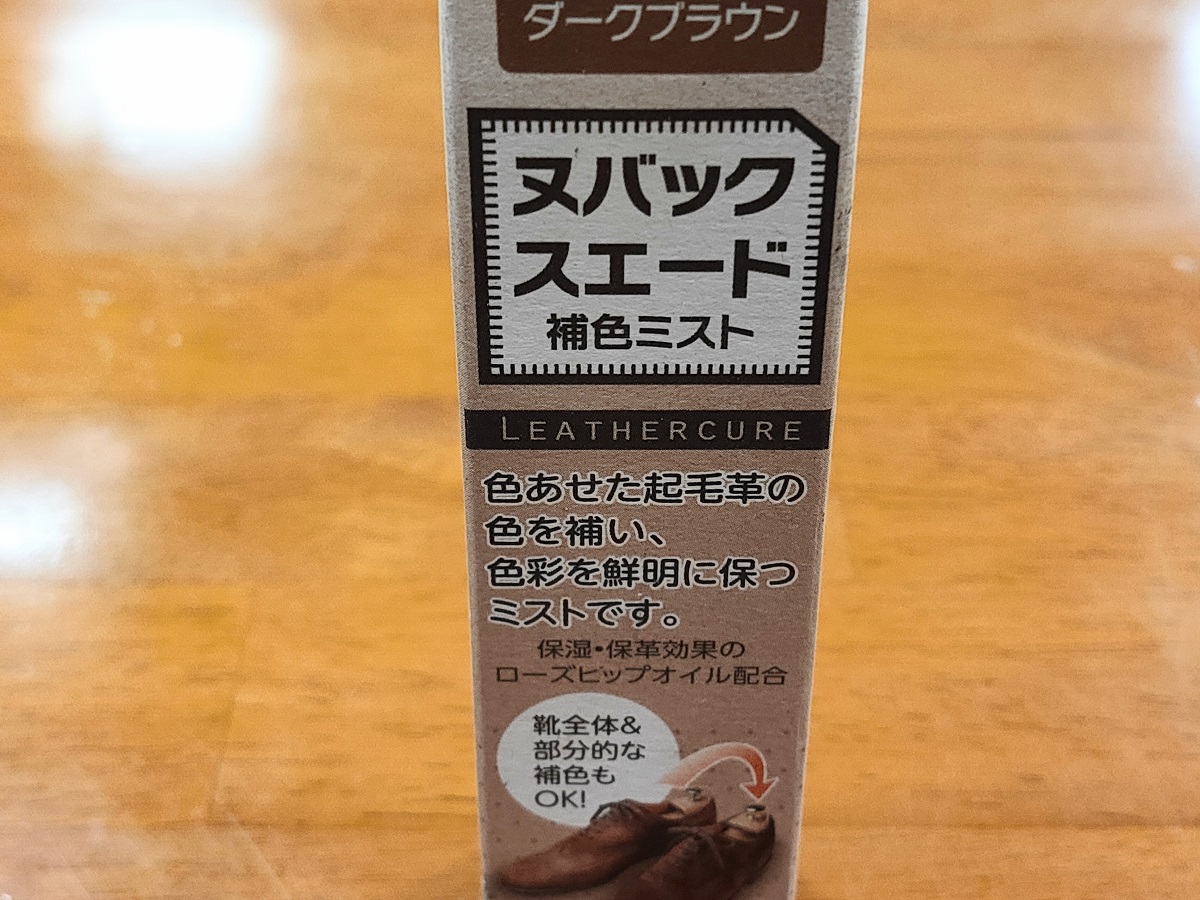 ダークブラウン
ヌバック
スエード
補色ミスト
LEATHERCURE
色あせた起毛革の
色を補い、
色彩を鮮明に保つ
ミストです。
保湿・保革効果の
ローズヒップオイル配合
靴全体&
部分的な
補色も
OK!